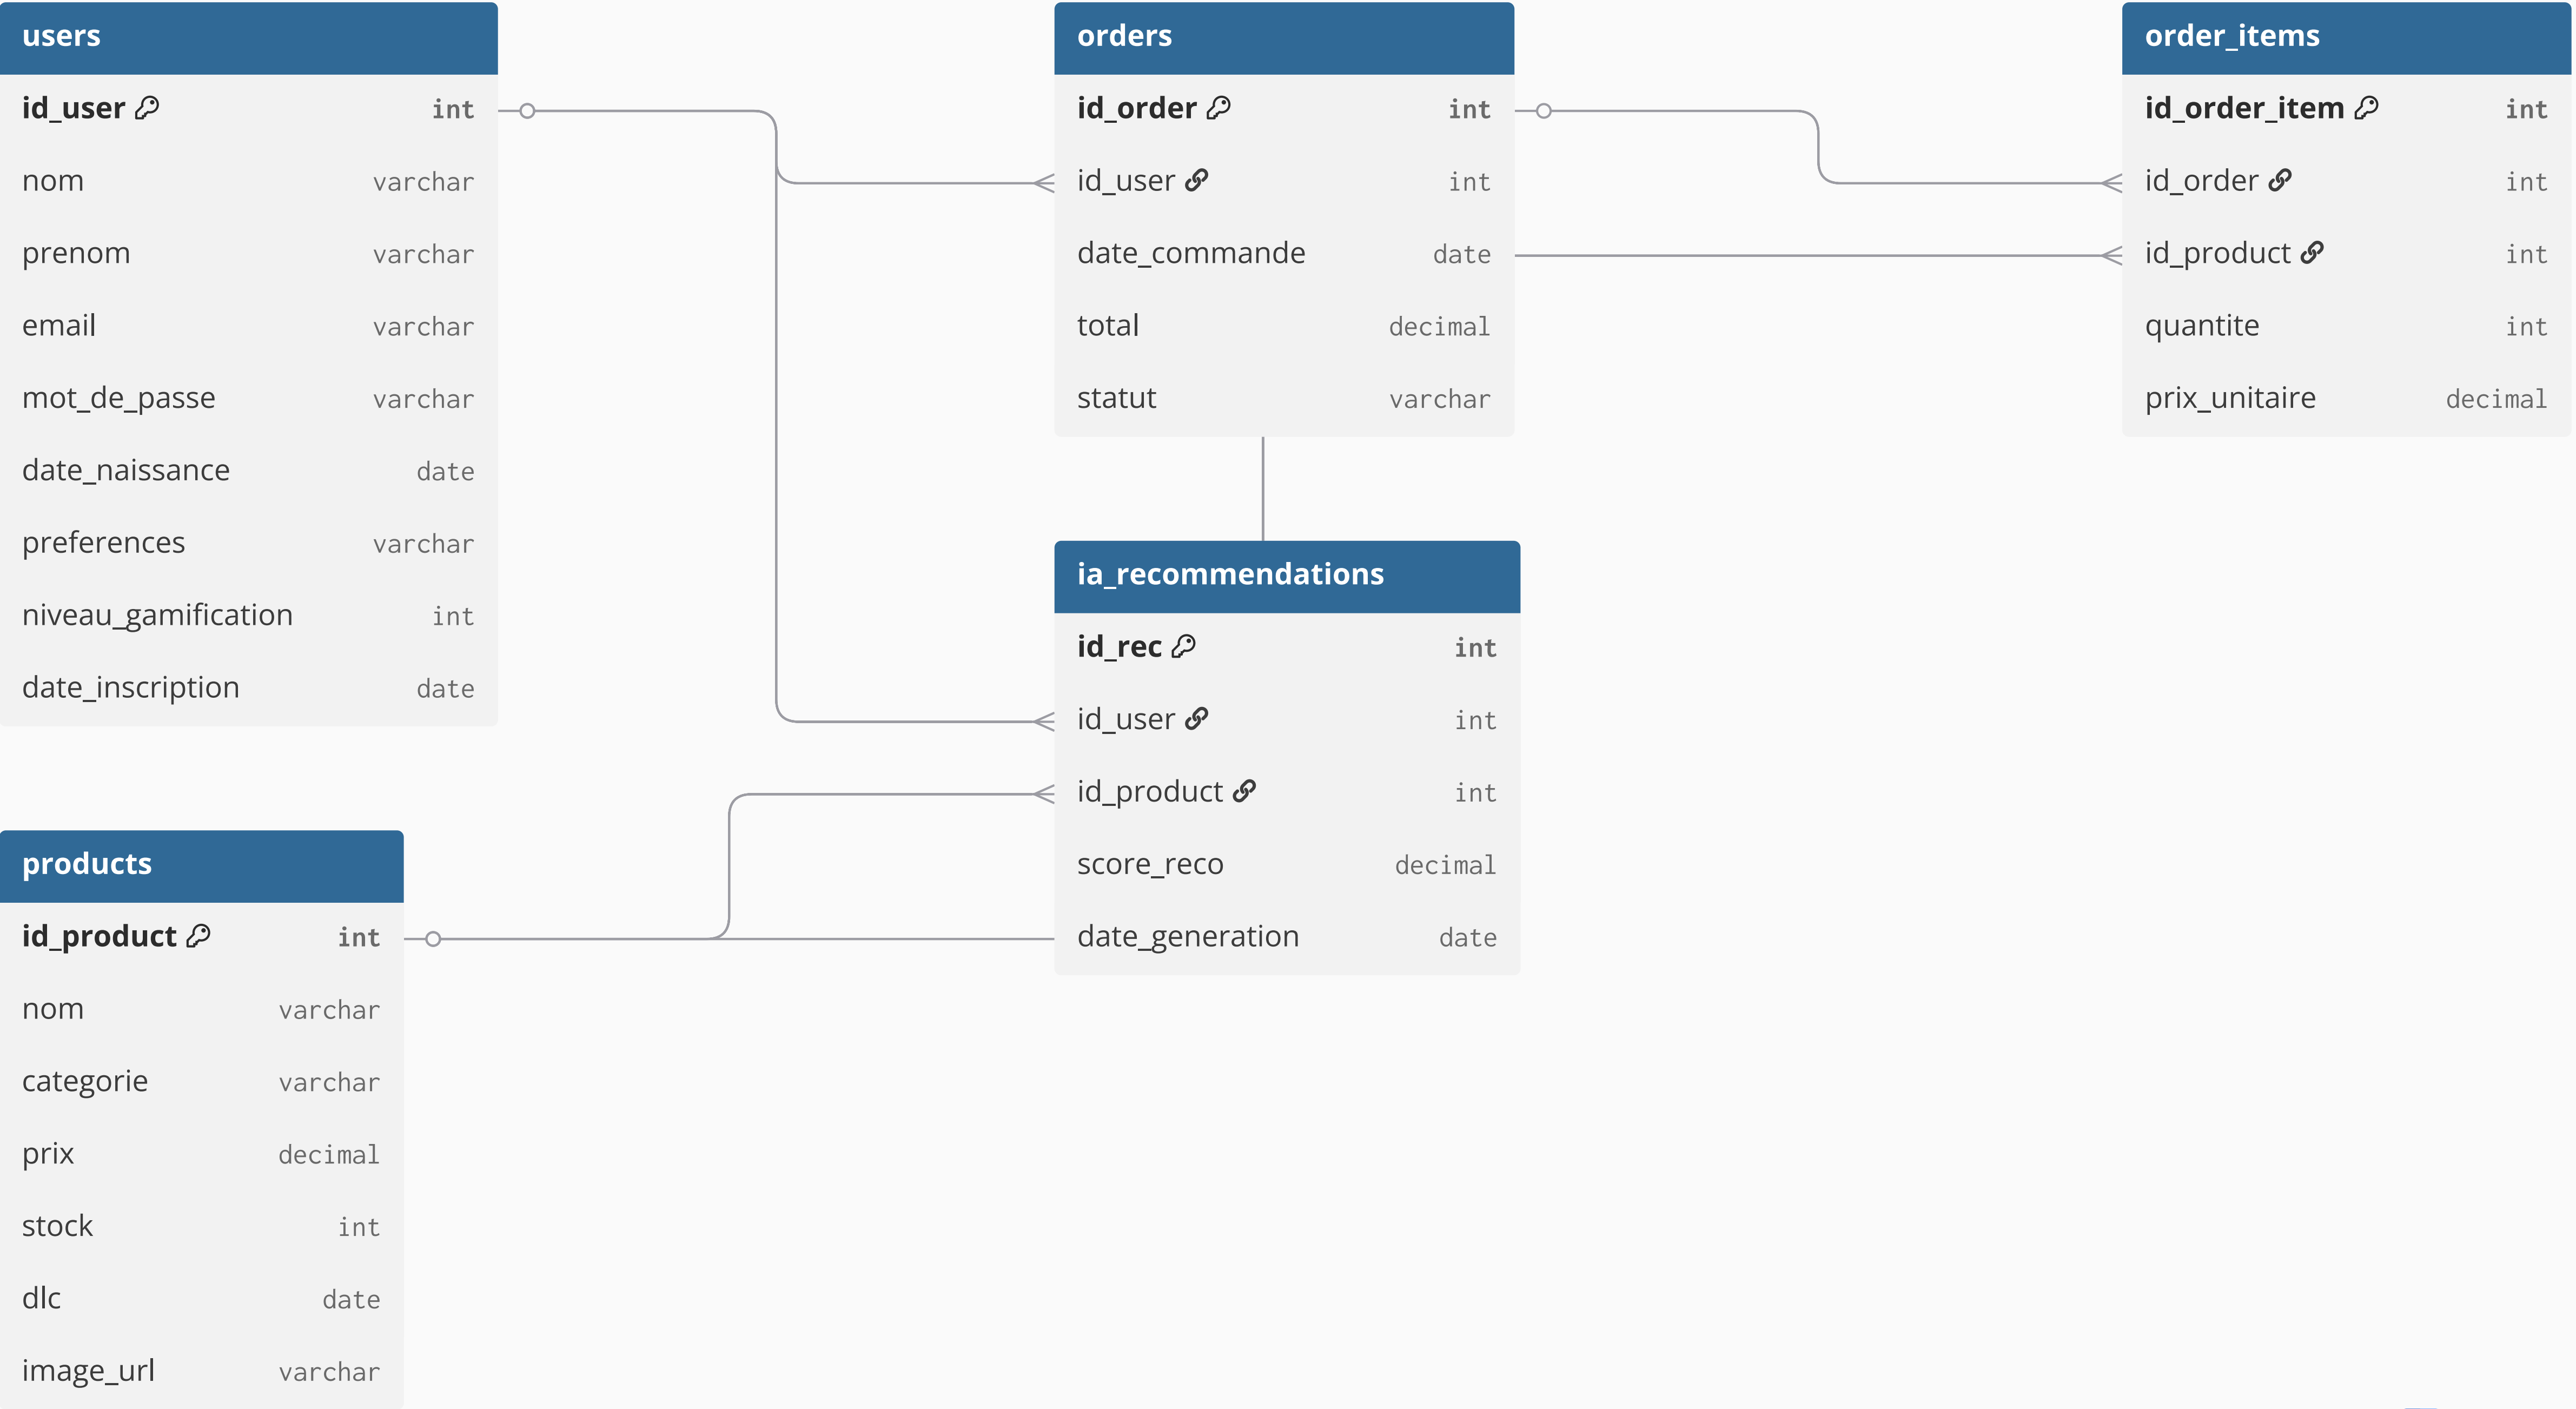 users
id_user int
nom varchar
prenom varchar
email varchar
mot_de_passe varchar
date_naissance date
preferences varchar
niveau_gamification int
date_inscription date
products
id_product int
nom varchar
categorie varchar
prix decimal
stock int
dlc date
image_url varchar
orders
id_order int
id_user int
date_commande date
total decimal
statut varchar
ia_recommendations
id_rec int
id_user int
id_product int
score_reco decimal
date_generation date
order_items
id_order_item int
id_order int
id_product int
quantite int
prix_unitaire decimal